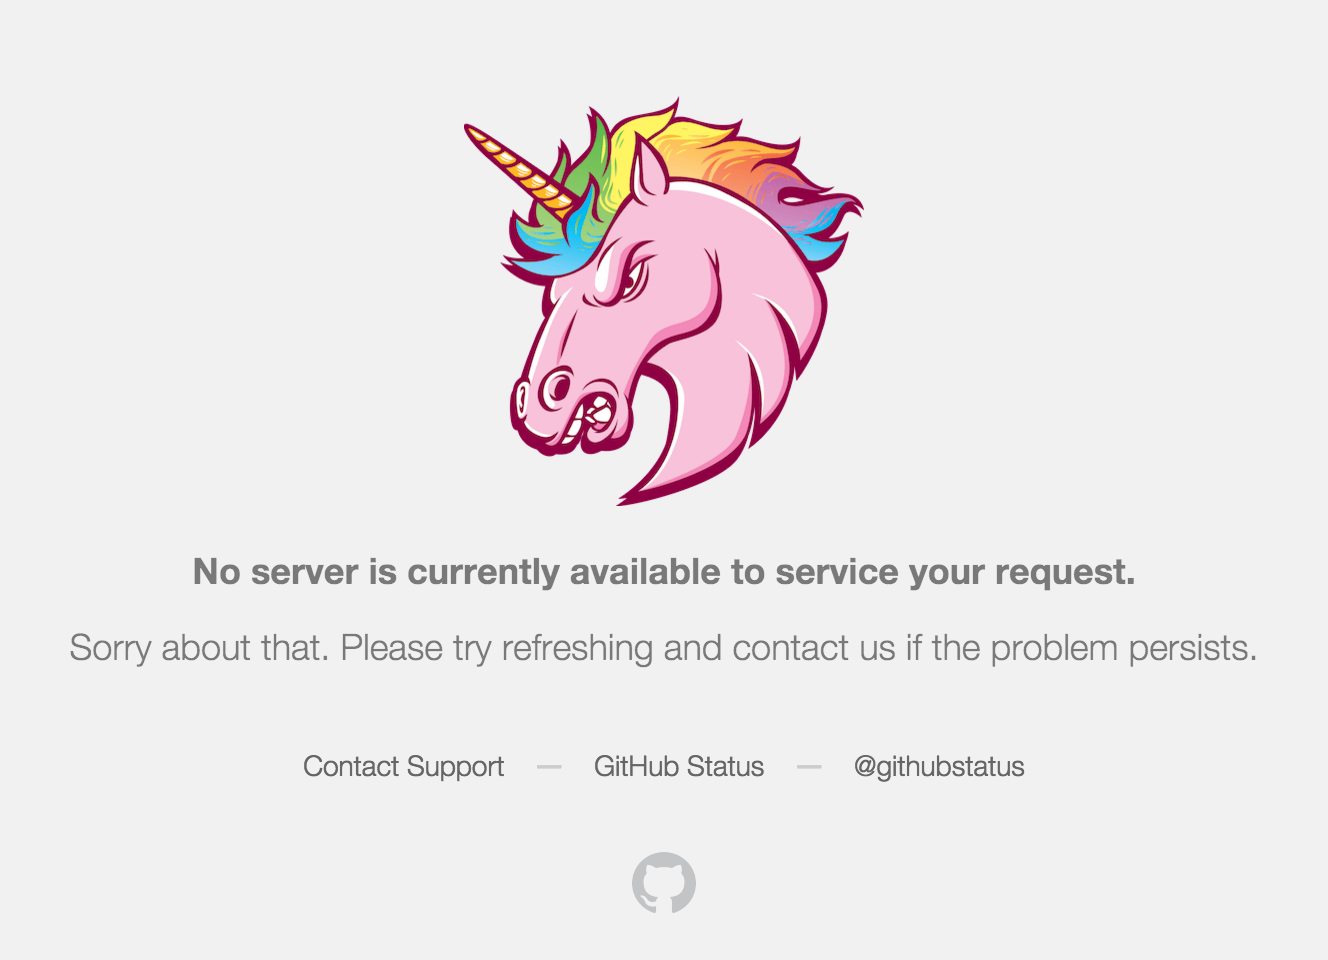 No server is currently available to service your request.
Sorry about that. Please try refreshing and contact us if the problem persists.
Contact Support — GitHub Status — @githubstatus